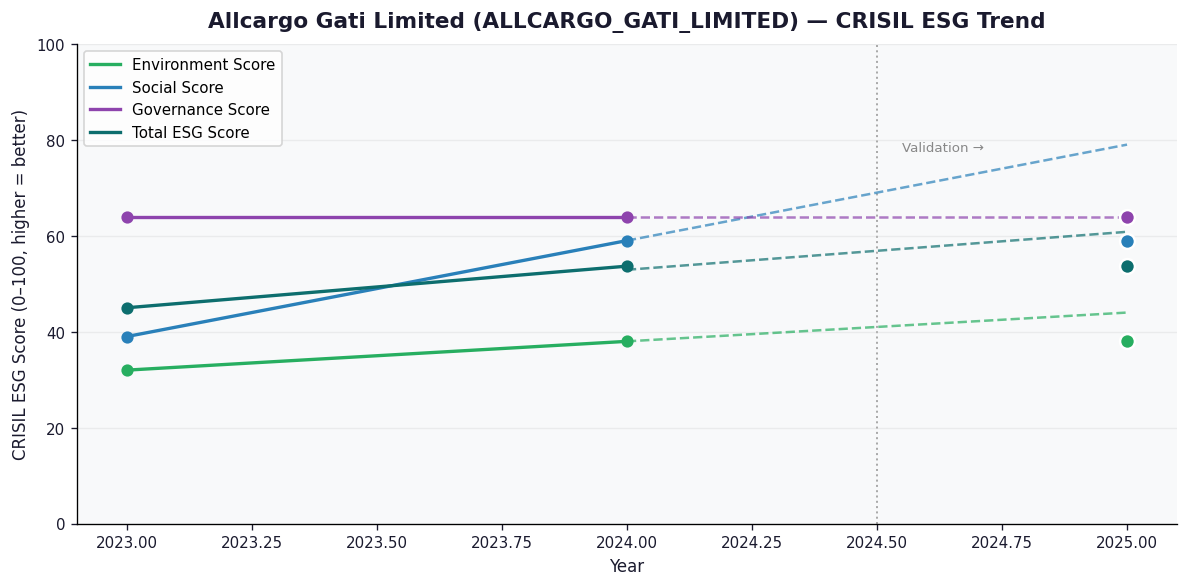 Allcargo Gati Limited (ALLCARGO_GATI_LIMITED) — CRISIL ESG Trend
CRISIL ESG Score (0–100, higher = better)
100
80
60
40
20
0
Environment Score
Social Score
Governance Score
Total ESG Score
Validation →
2023.00 2023.25 2023.50 2023.75 2024.00 2024.25 2024.50 2024.75 2025.00
Year